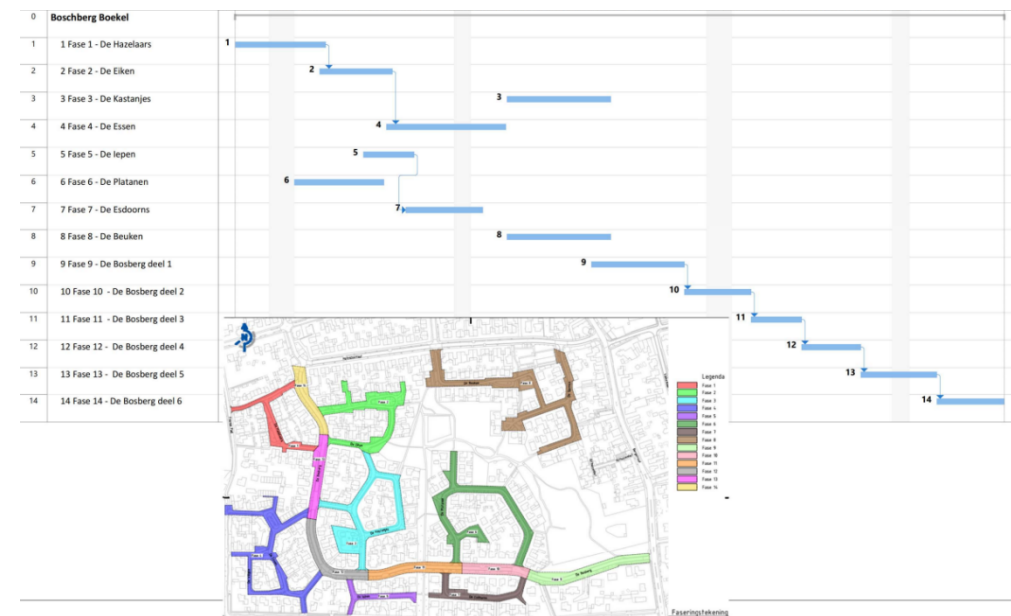 0 Boschberg Boekel
1 1 Fase 1 - De Hazelaars 1
2 2 Fase 2 - De Eiken 2
3 3 Fase 3 - De Kastanjes 3
4 4 Fase 4 - De Essen 4
5 5 Fase 5 - De Iepen 5
6 6 Fase 6 - De Platanen 6
7 7 Fase 7 - De Esdoorns 7
8 8 Fase 8 - De Beuken 8
9 9 Fase 9 - De Bosberg deel 1 9
10 10 Fase 10 - De Bosberg deel 2 10
11 11 Fase 11 - De Bosberg deel 3 11
12 12 Fase 12 - De Bosberg deel 4 12
13 13 Fase 13 - De Bosberg deel 5 13
14 14 Fase 14 - De Bosberg deel 6 14
Legenda
Fase 1
Fase 2
Fase 3
Fase 4
Fase 5
Fase 6
Fase 7
Fase 8
Fase 9
Fase 10
Fase 11
Fase 12
Fase 13
Fase 14
Faseringstekening